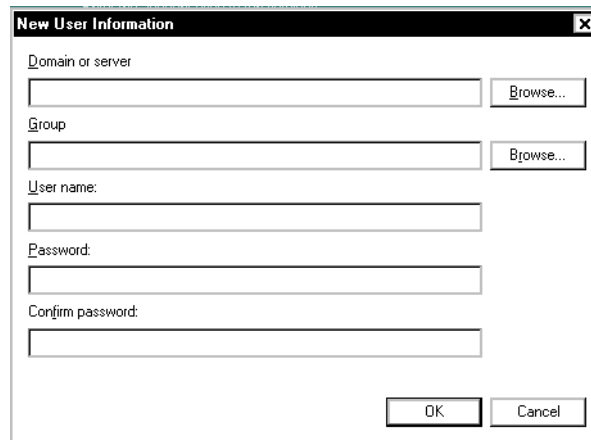 New User Information
Domain or server
Browse...
Group
Browse...
User name:
Password:
Confirm password:
OK
Cancel